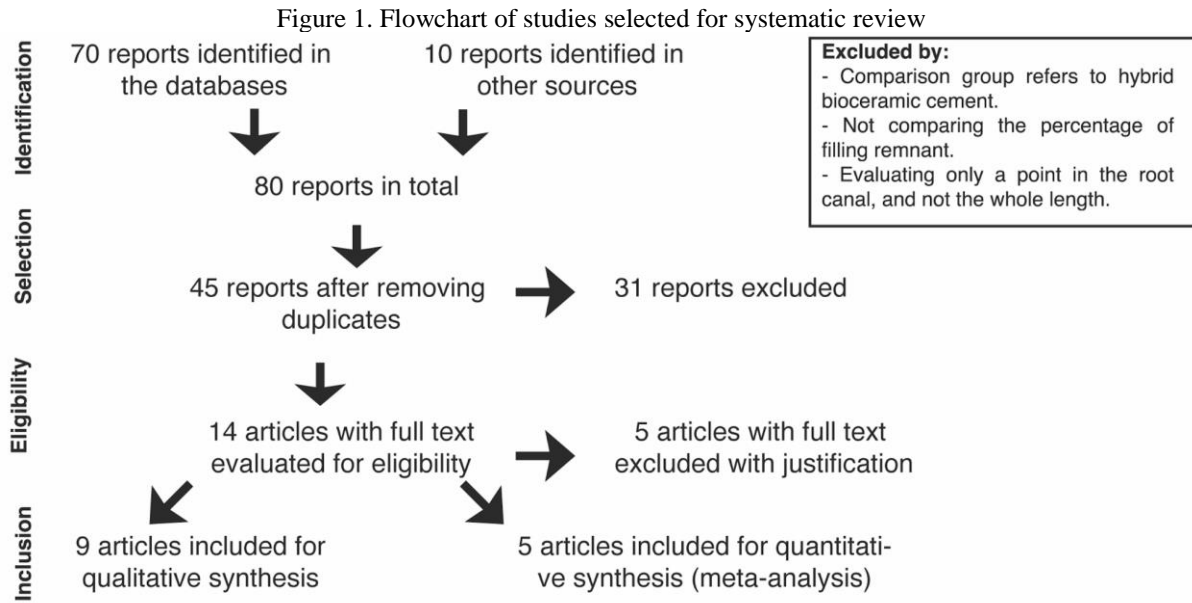 Figure 1. Flowchart of studies selected for systematic review
Identification
70 reports identified in
the databases
10 reports identified in
other sources
80 reports in total
Excluded by:
- Comparison group refers to hybrid
bioceramic cement.
- Not comparing the percentage of
filling remnant.
- Evaluating only a point in the root
canal, and not the whole length.
Selection
45 reports after removing
duplicates
31 reports excluded
Eligibility
14 articles with full text
evaluated for eligibility
5 articles with full text
excluded with justification
Inclusion
9 articles included for
qualitative synthesis
5 articles included for quantitati-
ve synthesis (meta-analysis)